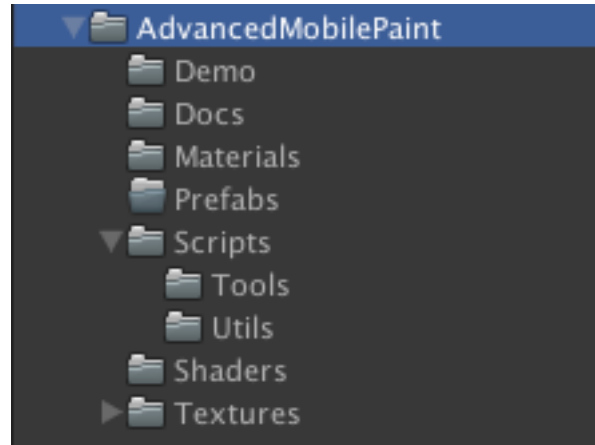 AdvancedMobilePaint
Demo
Docs
Materials
Prefabs
Scripts
Tools
Utils
Shaders
Textures